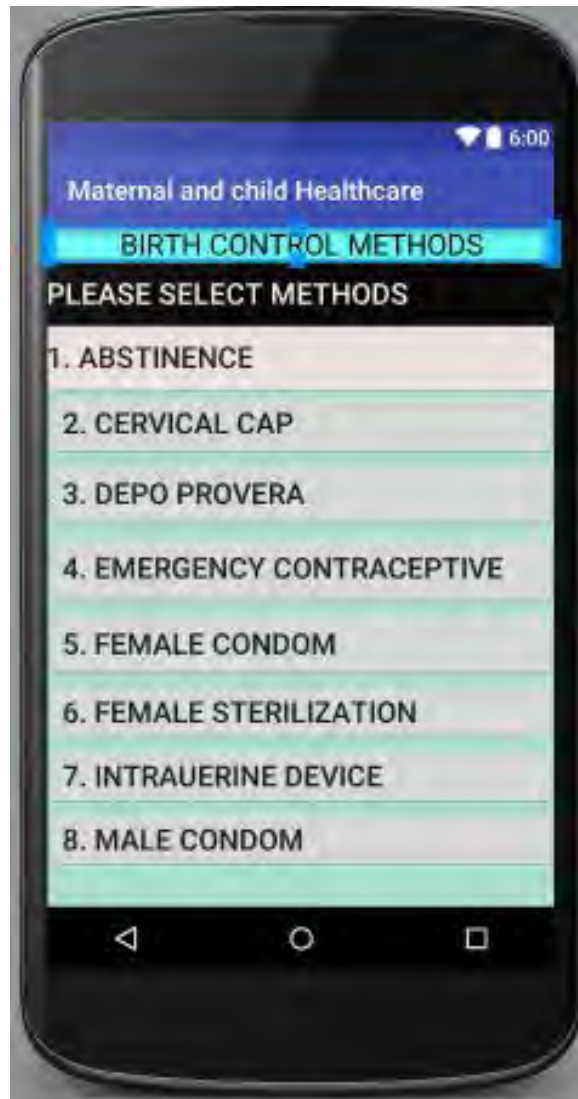 6:00
Maternal and child Healthcare
BIRTH CONTROL METHODS
PLEASE SELECT METHODS
1. ABSTINENCE
2. CERVICAL CAP
3. DEPO PROVERA
4. EMERGENCY CONTRACEPTIVE
5. FEMALE CONDOM
6. FEMALE STERILIZATION
7. INTRAUERINE DEVICE
8. MALE CONDOM